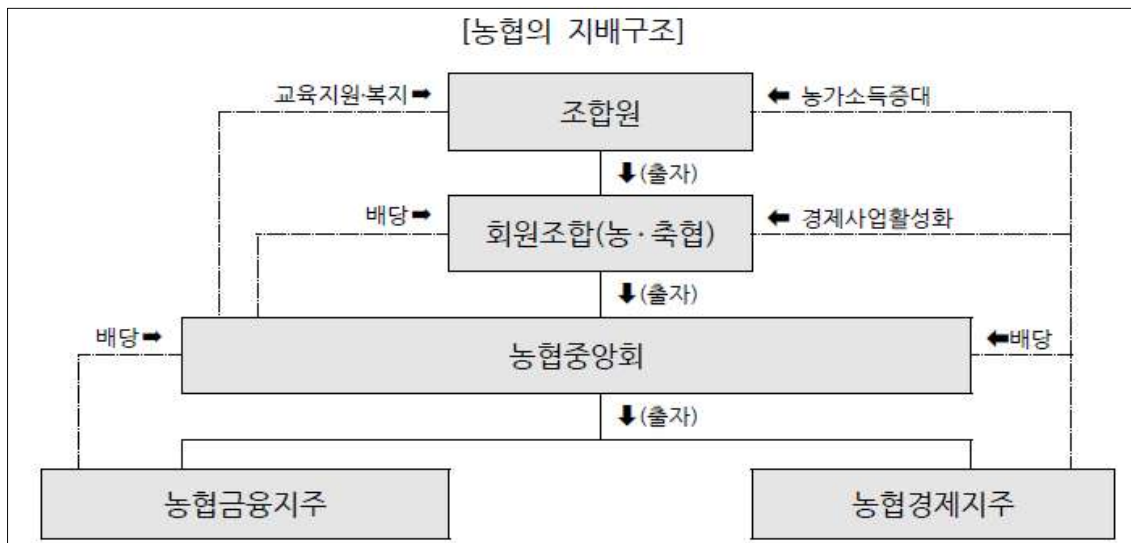 [농협의 지배구조]
교육지원·복지➡
조합원
⬅ 농가소득증대
⬇(출자)
배당➡
회원조합(농·축협)
⬅ 경제사업활성화
⬇(출자)
배당➡
농협중앙회
⬅배당
⬇(출자)
농협금융지주
농협경제지주